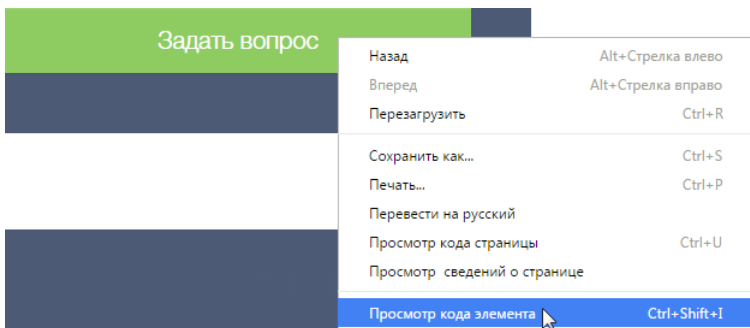 Задать вопрос
Назад Alt+Стрелка влево
Вперед Alt+Стрелка вправо
Перезагрузить Ctrl+R
Сохранить как... Ctrl+S
Печать... Ctrl+P
Перевести на русский
Просмотр кода страницы Ctrl+U
Просмотр сведений о странице
Просмотр кода элемента Ctrl+Shift+I